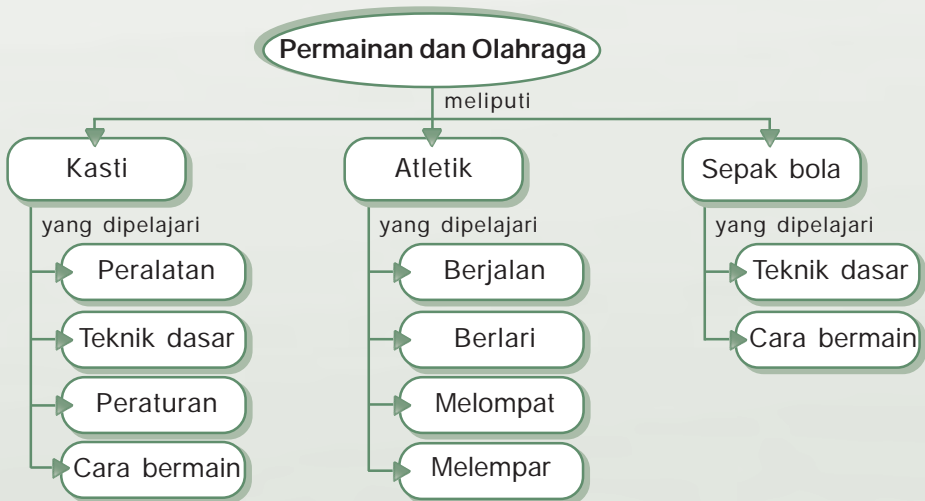 Permainan dan Olahraga
meliputi
Kasti
yang dipelajari
Peralatan
Teknik dasar
Peraturan
Cara bermain
Atletik
yang dipelajari
Berjalan
Berlari
Melompat
Melempar
Sepak bola
yang dipelajari
Teknik dasar
Cara bermain